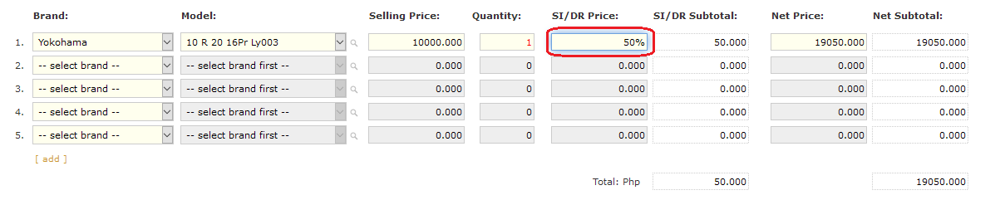 Brand: Model: Selling Price: Quantity: SI/DR Price: SI/DR Subtotal: Net Price: Net Subtotal:
1. Yokohama 10 R 20 16Pr Ly003 10000.000 1 50% 50.000 19050.000 19050.000
2. -- select brand -- -- select brand first -- 0.000 0 0.000 0.000 0.000 0.000
3. -- select brand -- -- select brand first -- 0.000 0 0.000 0.000 0.000 0.000
4. -- select brand -- -- select brand first -- 0.000 0 0.000 0.000 0.000 0.000
5. -- select brand -- -- select brand first -- 0.000 0 0.000 0.000 0.000 0.000
[ add ]
Total: Php 50.000 19050.000